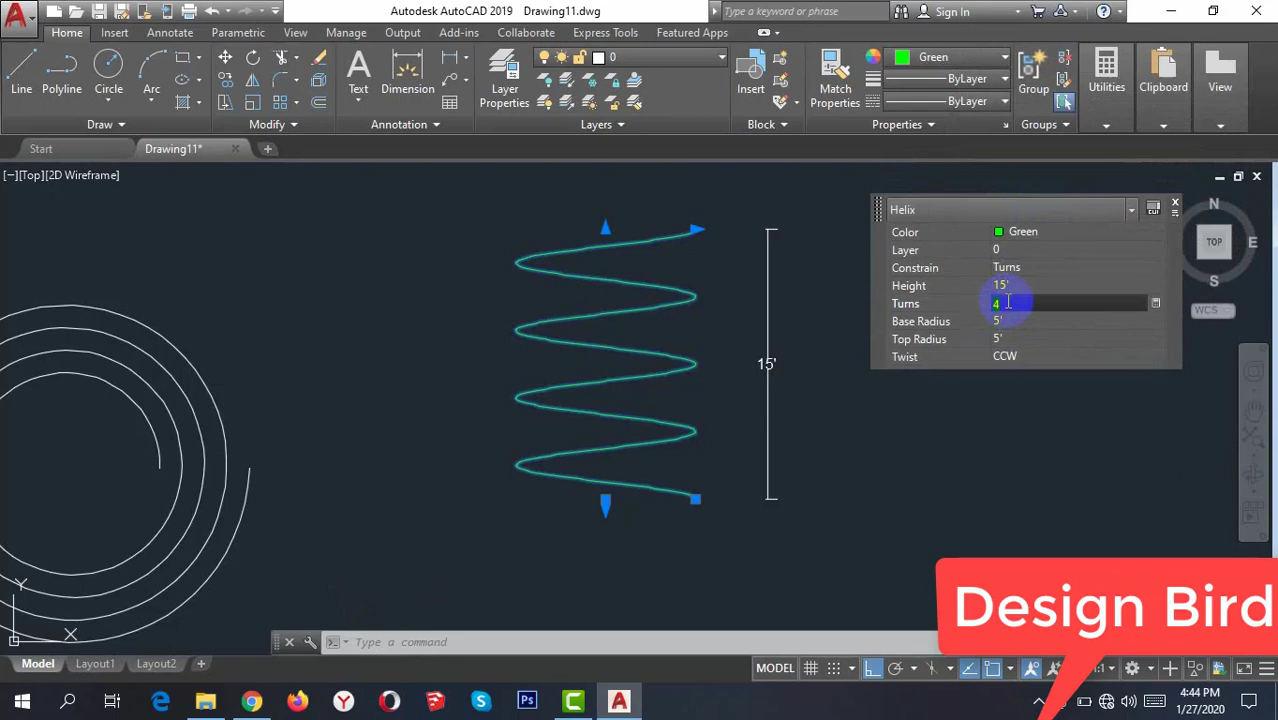 Autodesk AutoCAD 2019 Drawing11.dwg
Type a keyword or phrase
Sign In
Home Insert Annotate Parametric View Manage Output Add-ins Collaborate Express Tools Featured Apps
Line Polyline Circle Arc
Text Dimension
Layer
Properties
0
Insert
Match
Properties
Green
ByLayer
ByLayer
Group
Utilities
Clipboard
View
Draw Modify Annotation Layers Block Properties Groups
Start Drawing11*
[−][Top][2D Wireframe]
N
E
S
TOP
WCS
15'
Helix
Color Green
Layer 0
Constrain Turns
Height 15'
Turns 4
Base Radius 5'
Top Radius 5'
Twist CCW
Y
X
Design Bird
Type a command
Model Layout1 Layout2
MODEL
4:44 PM
1/27/2020